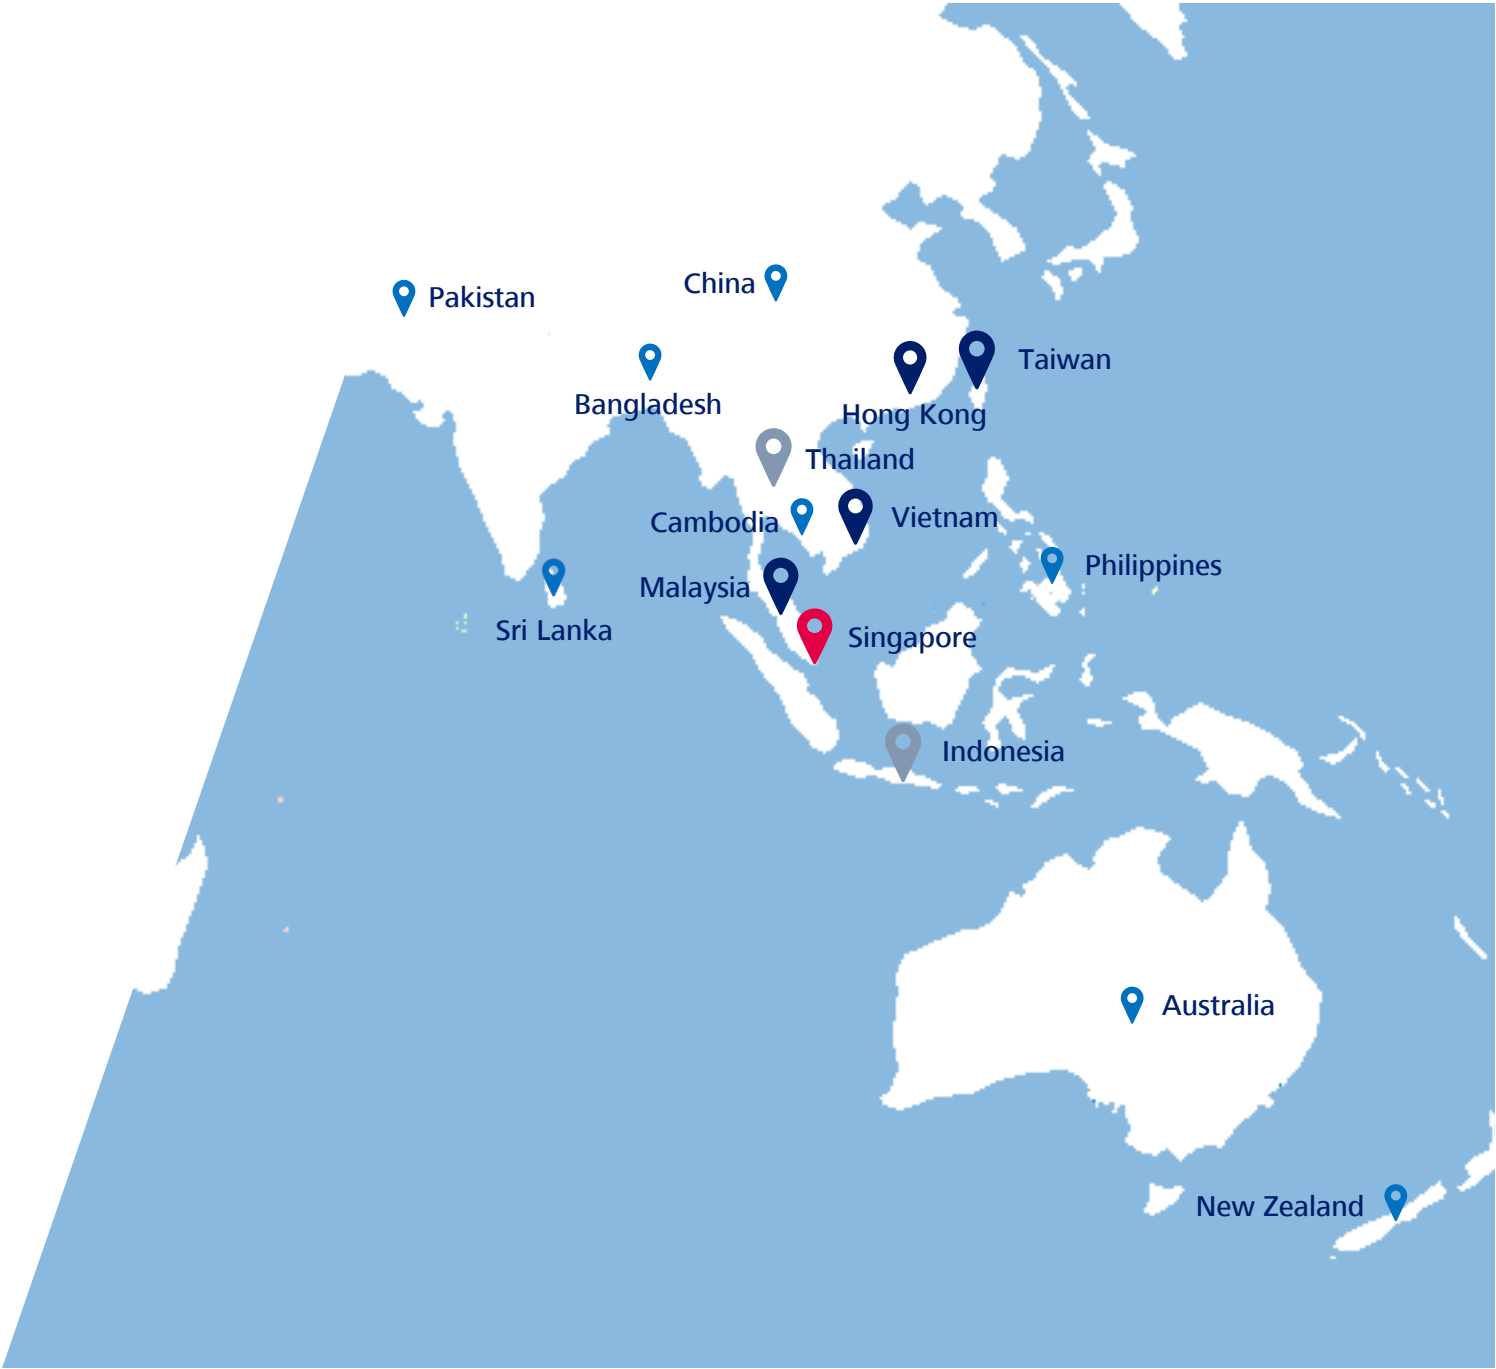 China
Pakistan
Taiwan
Bangladesh
Hong Kong
Thailand
Vietnam
Cambodia
Philippines
Malaysia
Sri Lanka
Singapore
Indonesia
Australia
New Zealand